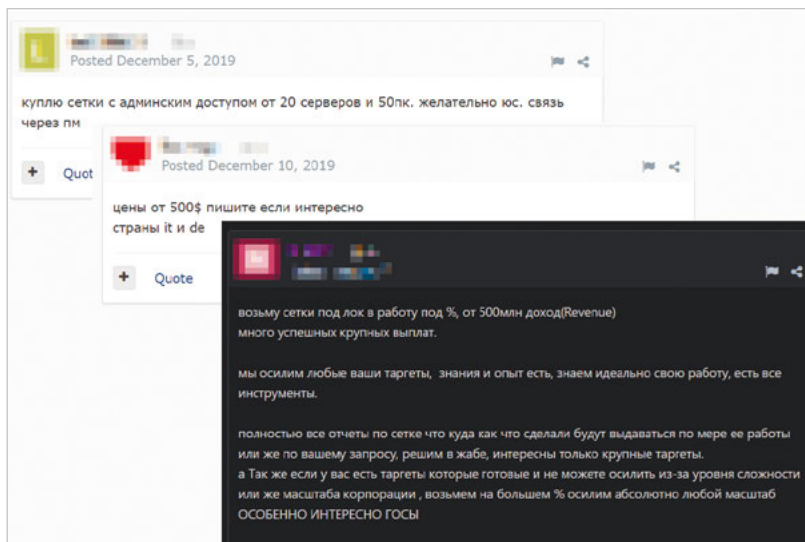 Posted December 5, 2019
куплю сетки с админским доступом от 20 серверов и 50пк. желательно юс. связь
через пм
+ Quot
Posted December 10, 2019
цены от 500$ пишите если интересно
страны it и de
+ Quote
возьму сетки под лок в работу под %, от 500млн доход(Revenue)
много успешных крупных выплат.
мы осилим любые ваши таргеты, знания и опыт есть, знаем идеально свою работу, есть все
инструменты.
полностью все отчеты по сетке что куда как что сделали будут выдаваться по мере ее работы
или же по вашему запросу, решим в жабе, интересны только крупные таргеты.
а Так же если у вас есть таргеты которые готовые и не можете осилить из-за уровня сложности
или же масштаба корпорации , возьмем на большем % осилим абсолютно любой масштаб
ОСОБЕННО ИНТЕРЕСНО ГОСЫ